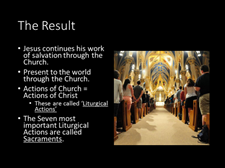 The Result
• Jesus continues his work
of salvation through the
Church.
• Present to the world
through the Church.
• Actions of Church =
Actions of Christ
• These are called ‘Liturgical
Actions’
• The Seven most
important Liturgical
Actions are called
Sacraments.